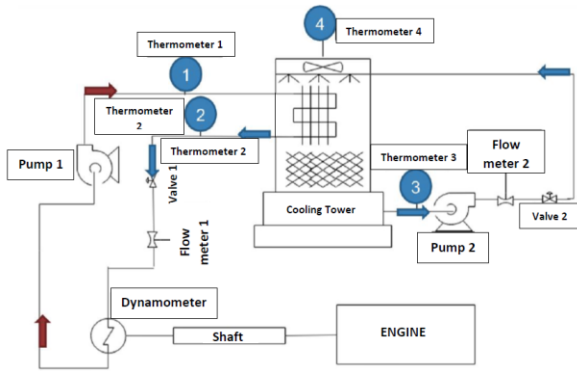 4
Thermometer 1
Thermometer 4
1
Thermometer
2
2
Thermometer 2
Flow
meter 2
Pump 1
Valve 1
Thermometer 3
3
Cooling Tower
Valve 2
Pump 2
Flow
meter 1
Dynamometer
Shaft
ENGINE